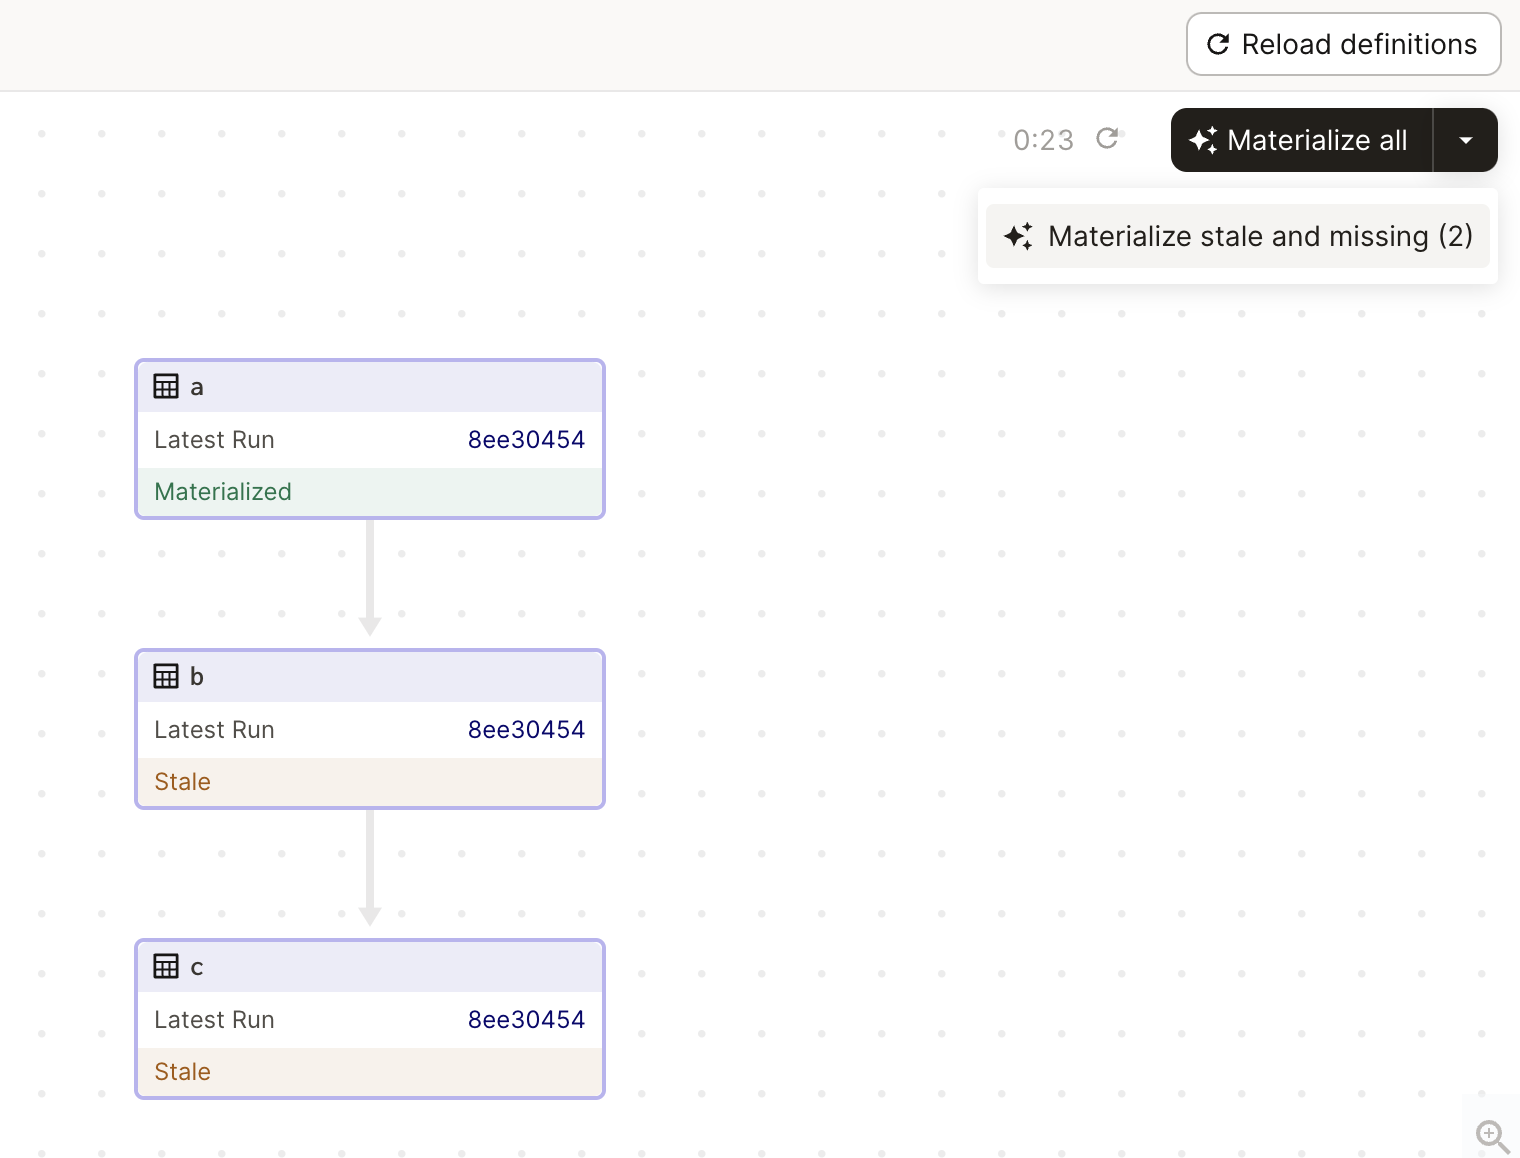 Reload definitions
0:23
Materialize all
Materialize stale and missing (2)
a
Latest Run 8ee30454
Materialized
b
Latest Run 8ee30454
Stale
c
Latest Run 8ee30454
Stale